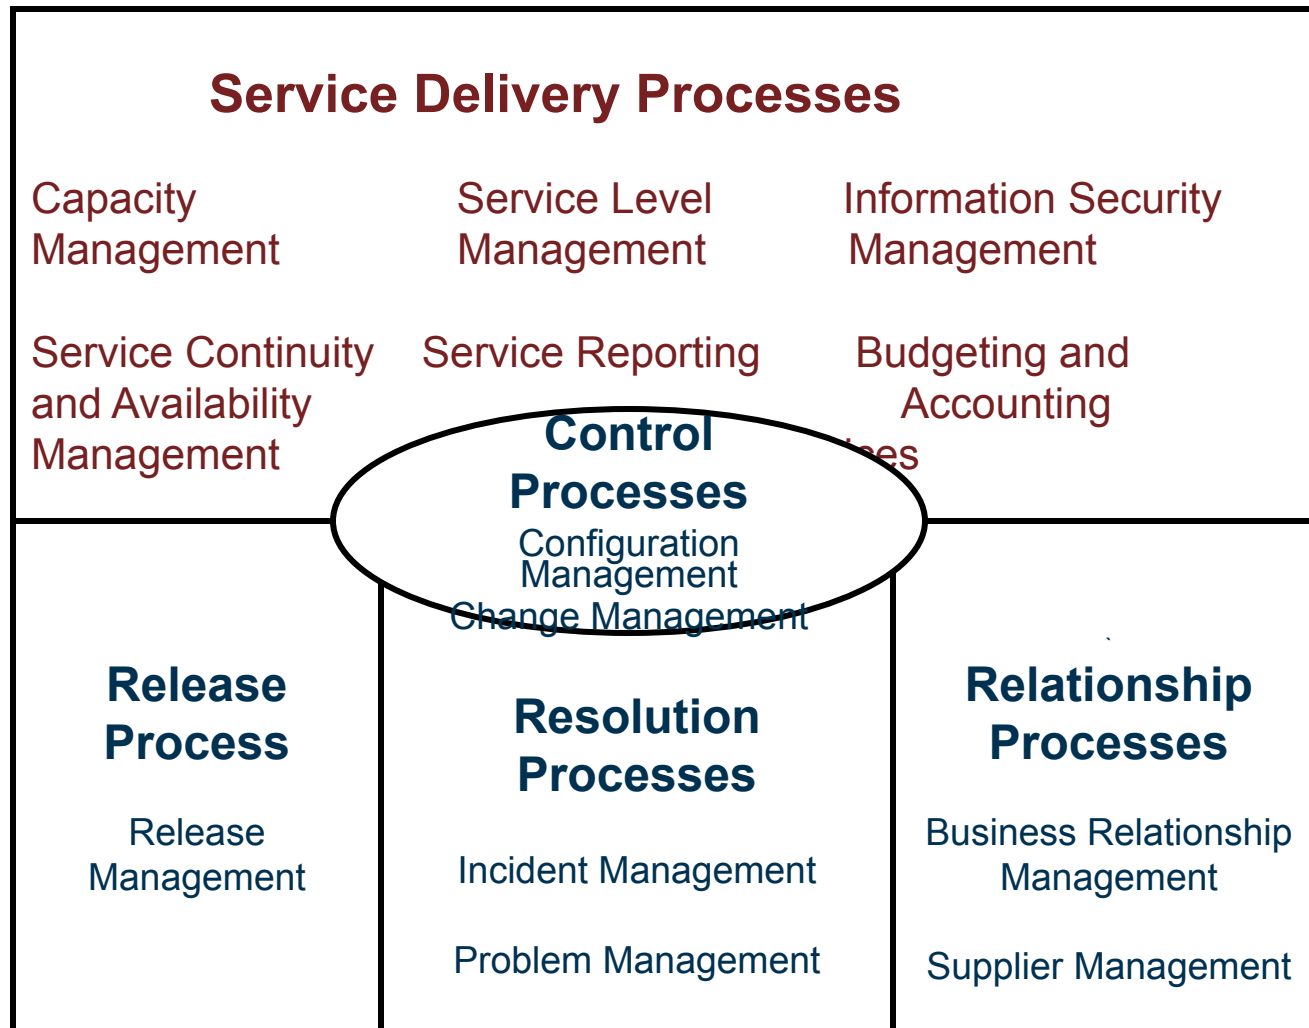 Service Delivery Processes
Capacity
Management
Service Level
Management
Information Security
Management
Service Continuity
and Availability
Management
Service Reporting
Budgeting and
Accounting
Control
Processes
Configuration
Management
Change Management
Release
Process
Release
Management
Resolution
Processes
Incident Management
Problem Management
`
Relationship
Processes
Business Relationship
Management
Supplier Management